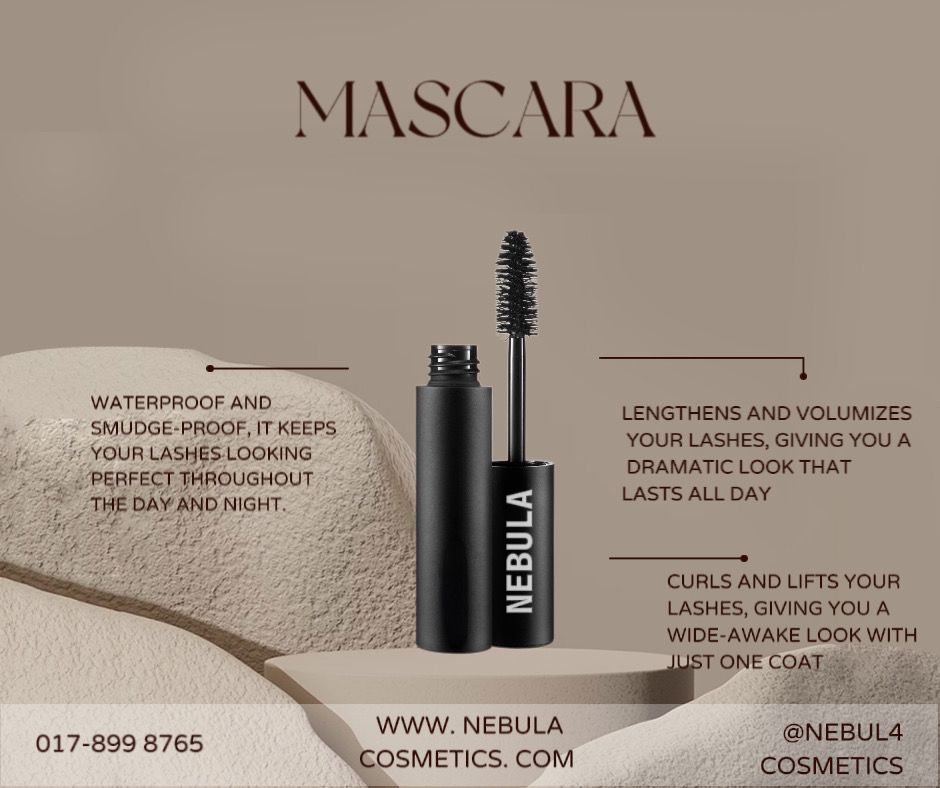 MASCARA
WATERPROOF AND
SMUDGE-PROOF, IT KEEPS
YOUR LASHES LOOKING
PERFECT THROUGHOUT
THE DAY AND NIGHT.
NEBULA
LENGTHENS AND VOLUMIZES
YOUR LASHES, GIVING YOU A
DRAMATIC LOOK THAT
LASTS ALL DAY
CURLS AND LIFTS YOUR
LASHES, GIVING YOU A
WIDE-AWAKE LOOK WITH
JUST ONE COAT
017-899 8765
WWW. NEBULA
COSMETICS. COM
@NEBUL4
COSMETICS